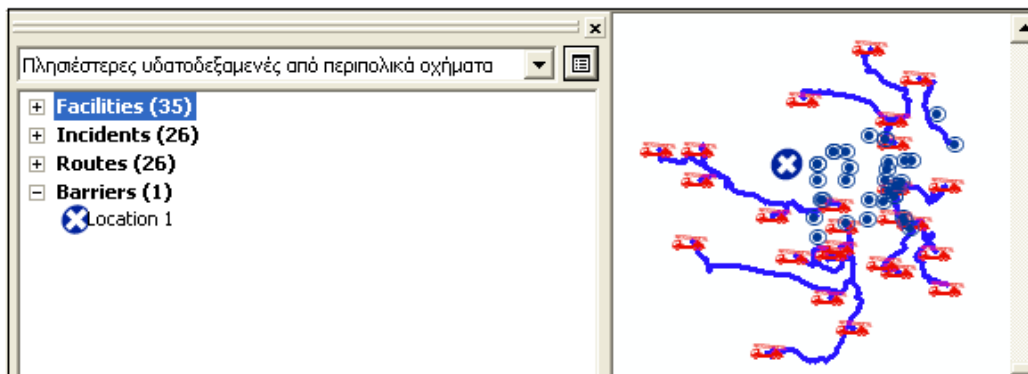 Πλησιέστερες υδατοδεξαμενές από περιπολικά οχήματα
Facilities (35)
Incidents (26)
Routes (26)
Barriers (1)
Location 1